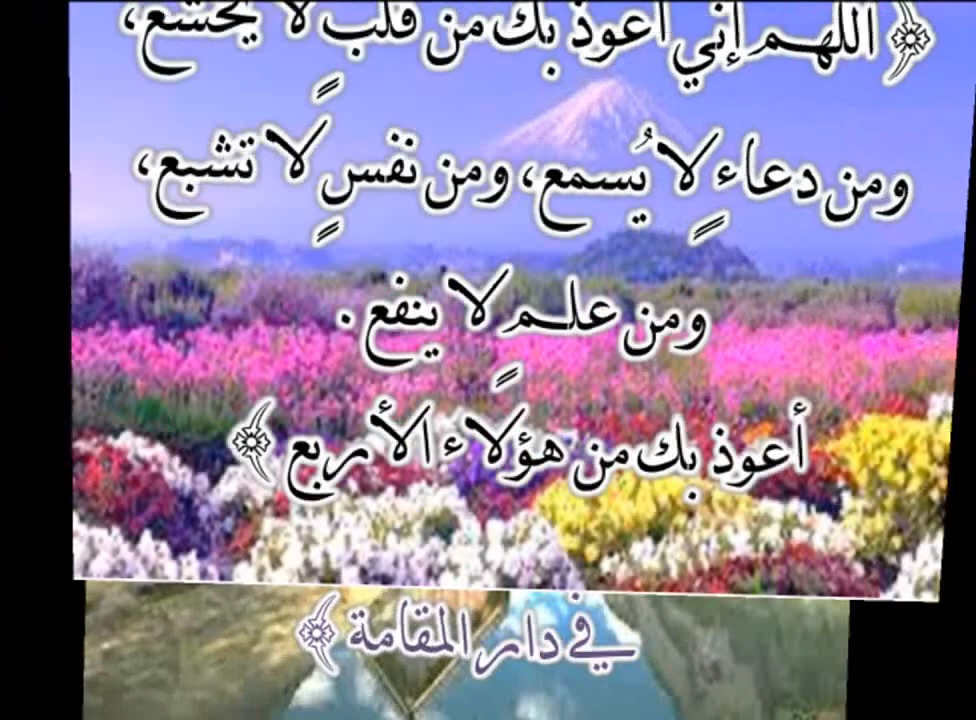 ﴿ اللهم إني أعوذ بك من قلبٍ لا يخشع،
ومن دعاءٍ لا يُسمع، ومن نفسٍ لا تشبع،
ومن علمٍ لا ينفع .
أعوذ بك من هؤلاء الأربع ﴾
في دار المقامة ﴾